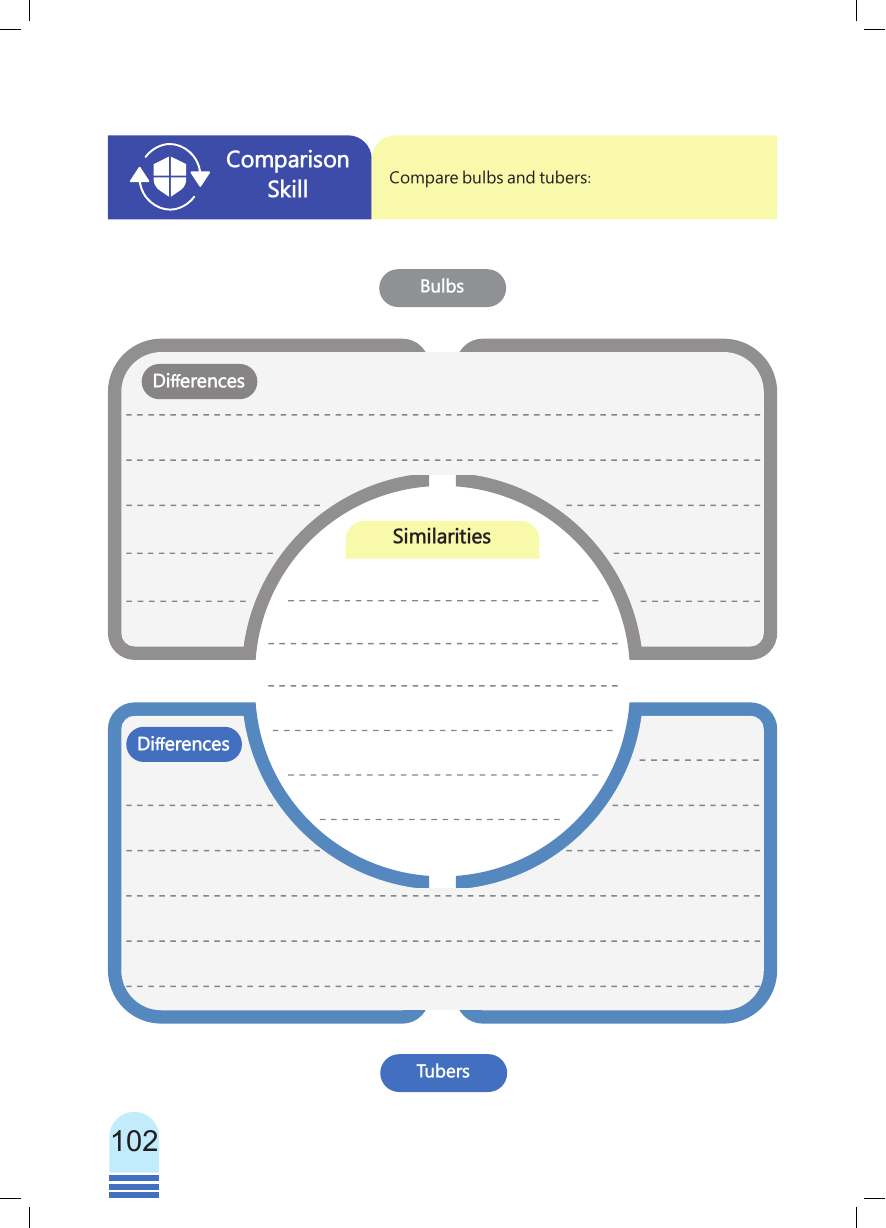 Comparison
Skill
Compare bulbs and tubers:
Bulbs
Differences
Similarities
Differences
Tubers
102